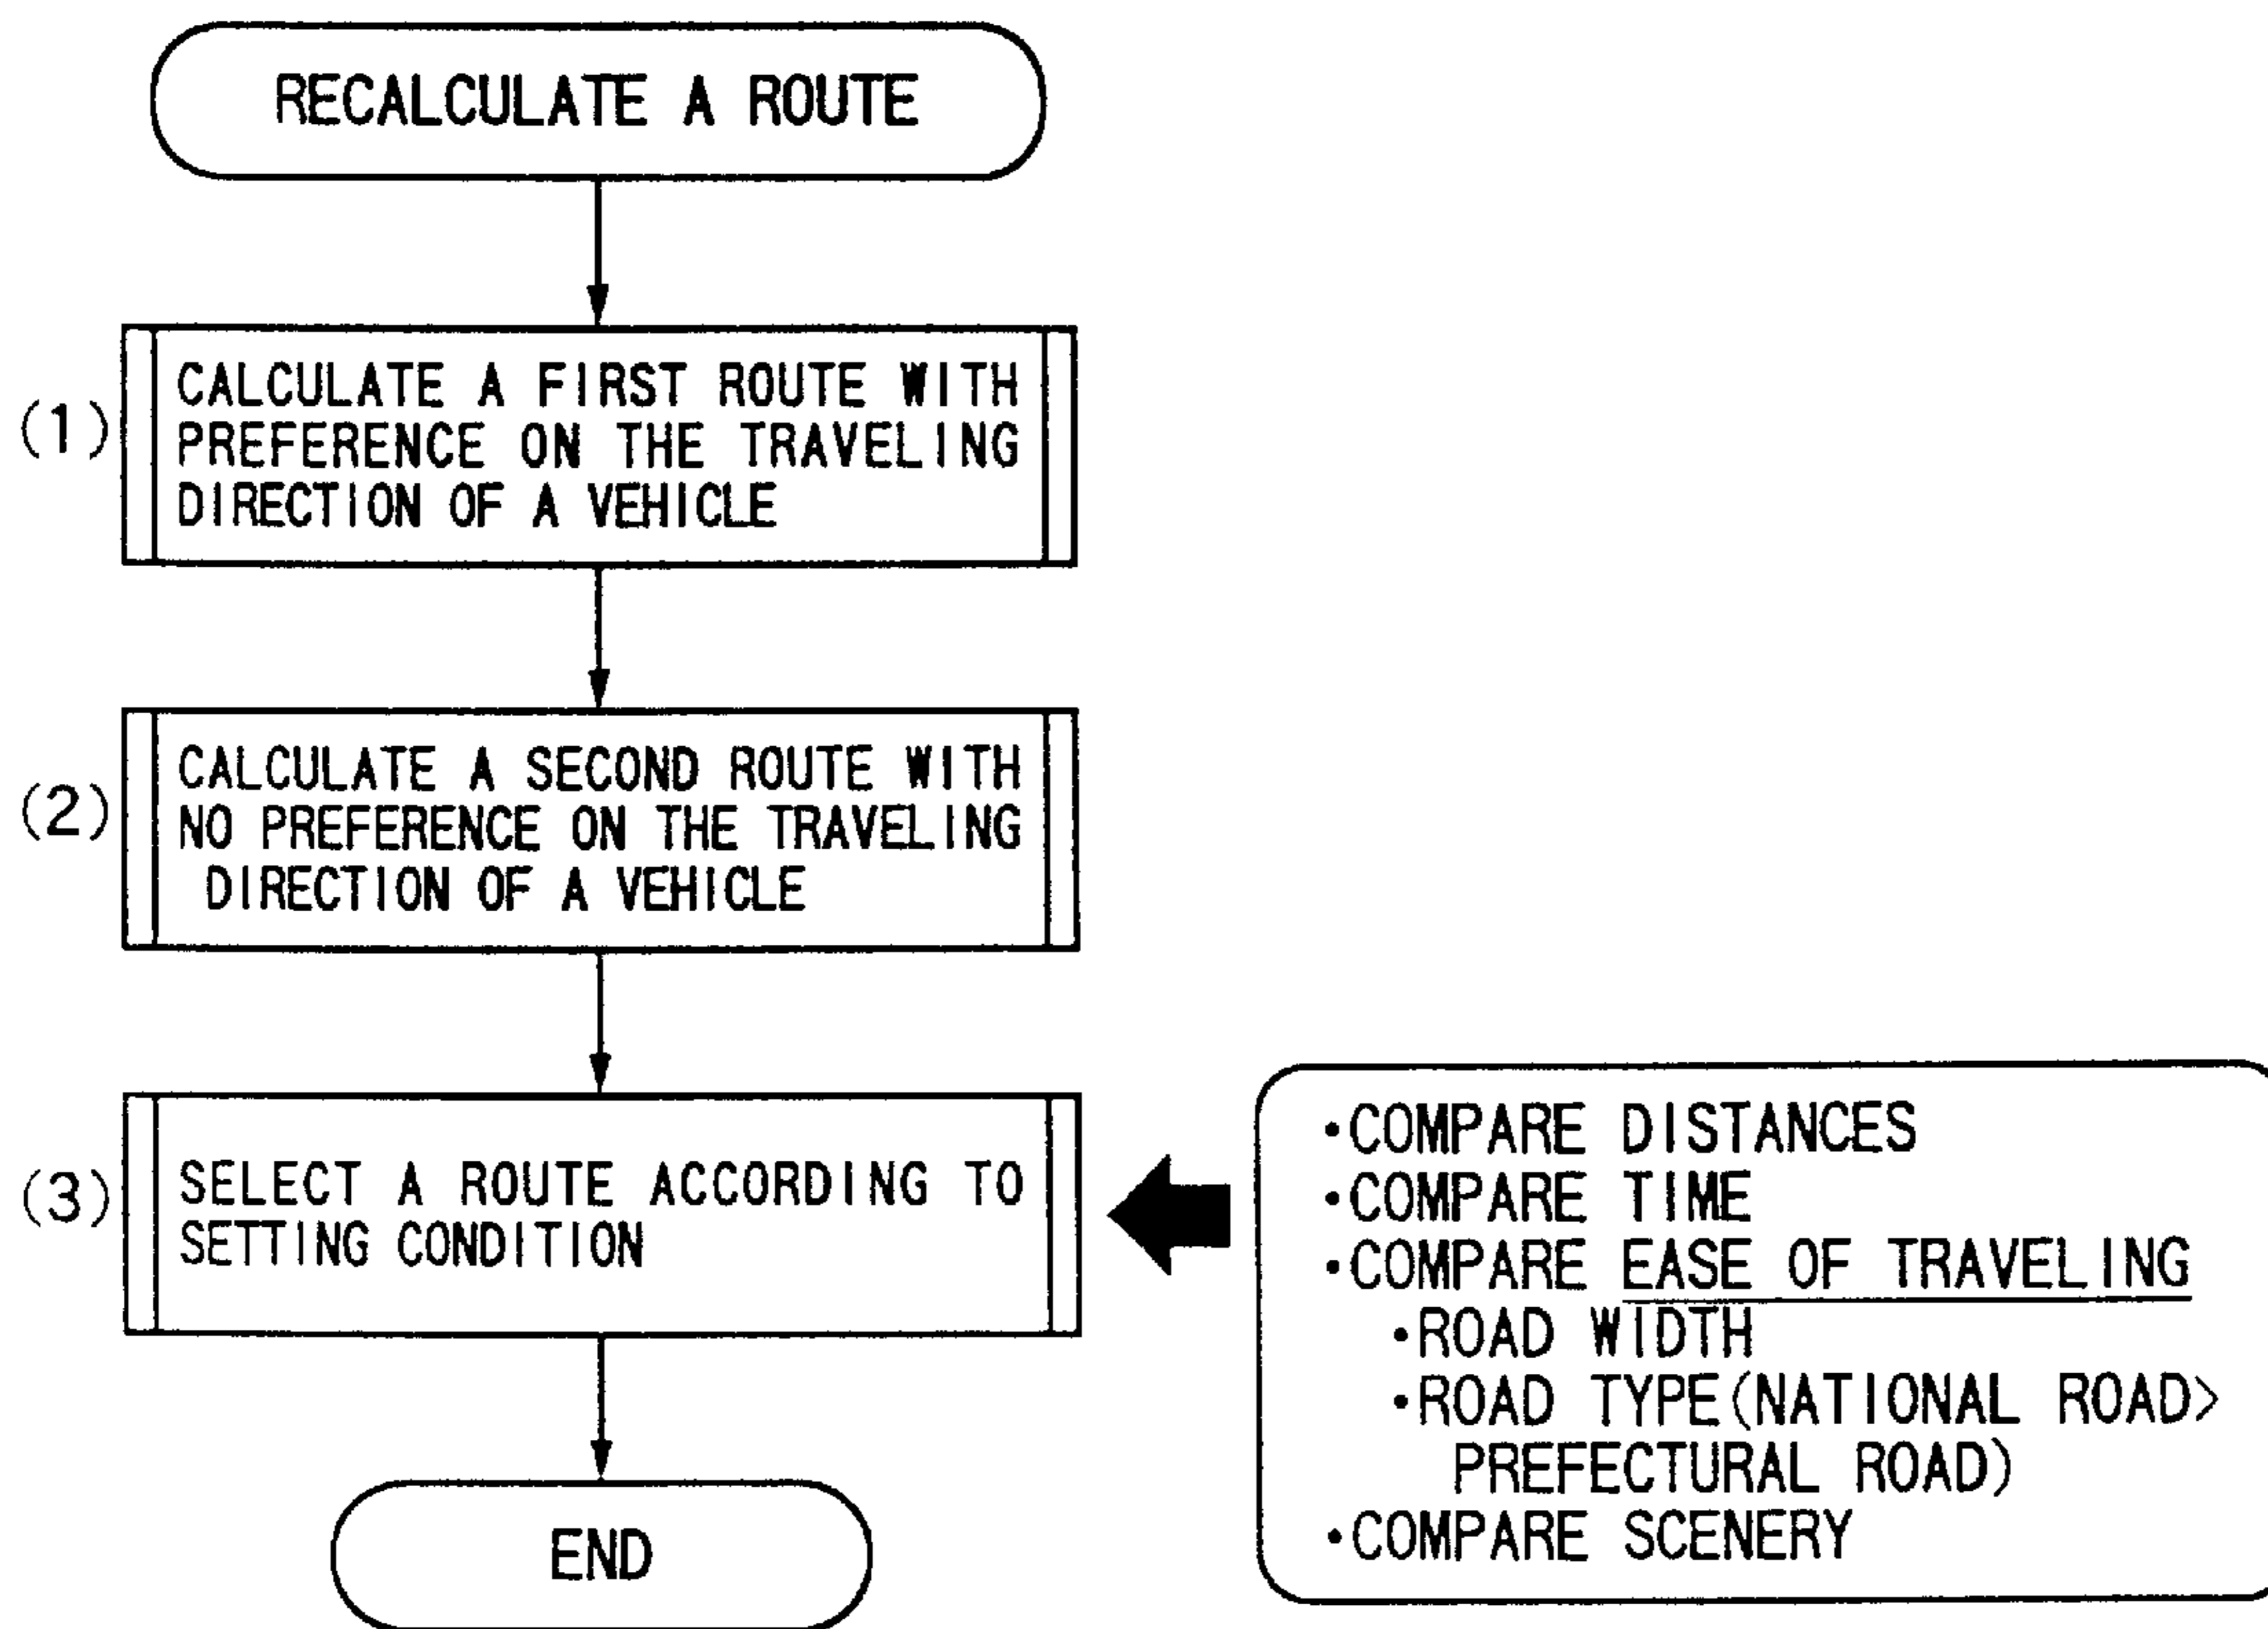 RECALCULATE A ROUTE
(1)
CALCULATE A FIRST ROUTE WITH
PREFERENCE ON THE TRAVELING
DIRECTION OF A VEHICLE
(2)
CALCULATE A SECOND ROUTE WITH
NO PREFERENCE ON THE TRAVELING
DIRECTION OF A VEHICLE
(3)
SELECT A ROUTE ACCORDING TO
SETTING CONDITION
•COMPARE DISTANCES
•COMPARE TIME
•COMPARE EASE OF TRAVELING
•ROAD WIDTH
•ROAD TYPE(NATIONAL ROAD>
PREFECTURAL ROAD)
•COMPARE SCENERY
END